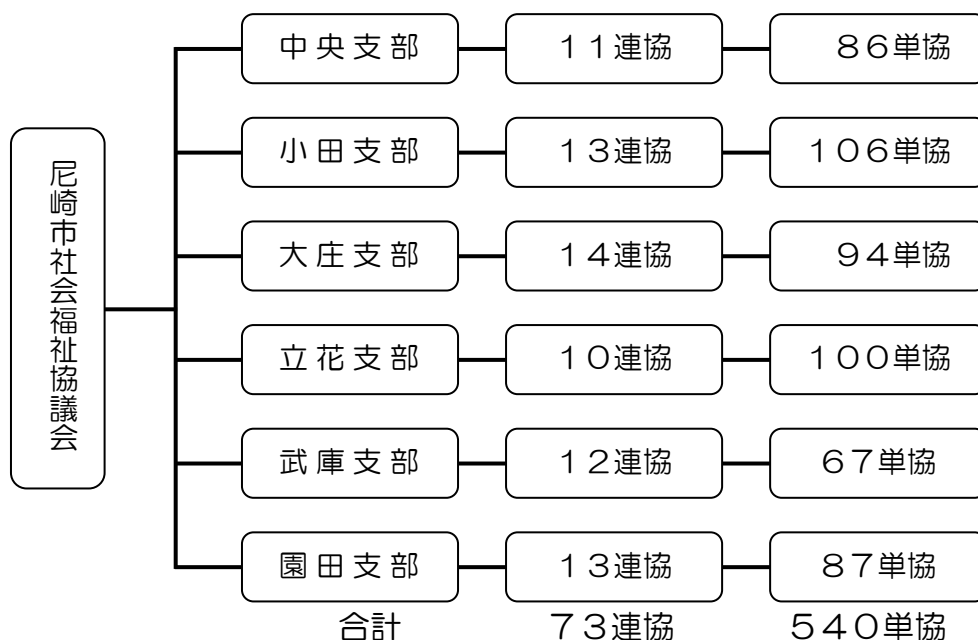 尼崎市社会福祉協議会
中央支部 １１連協 ８６単協
小田支部 １３連協 １０６単協
大庄支部 １４連協 ９４単協
立花支部 １０連協 １００単協
武庫支部 １２連協 ６７単協
園田支部 １３連協 ８７単協
合計 ７３連協 ５４０単協